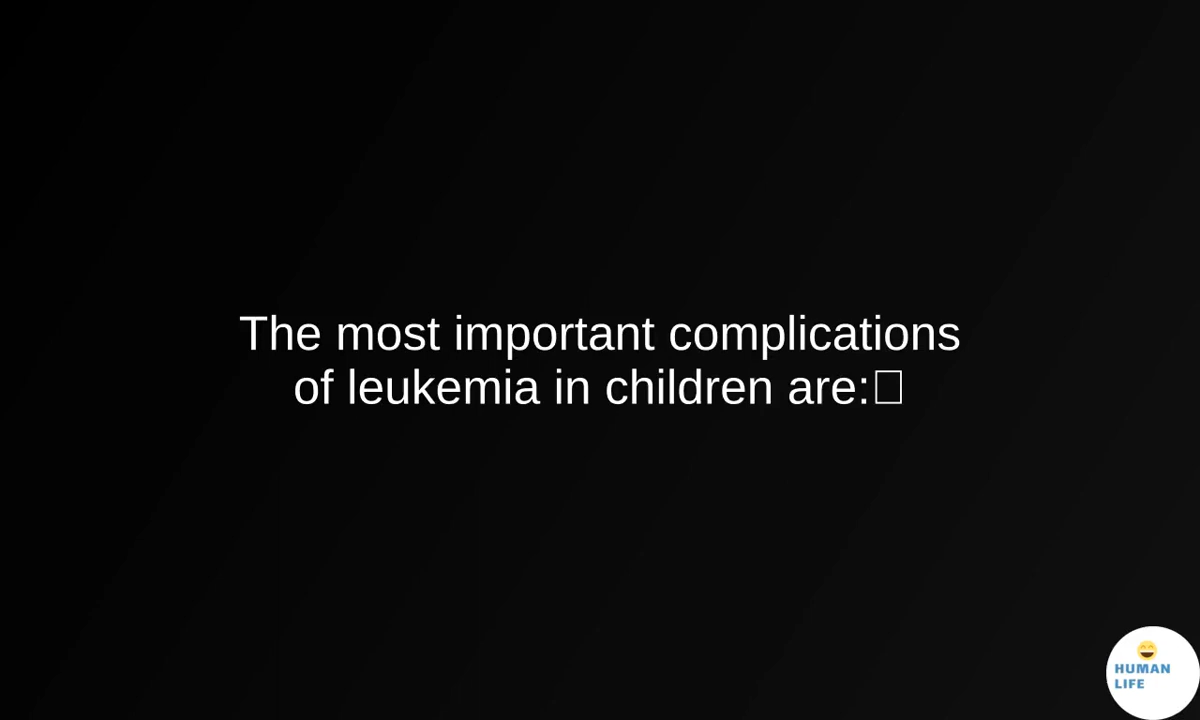 The most important complications
of leukemia in children are:
HUMAN
LIFE